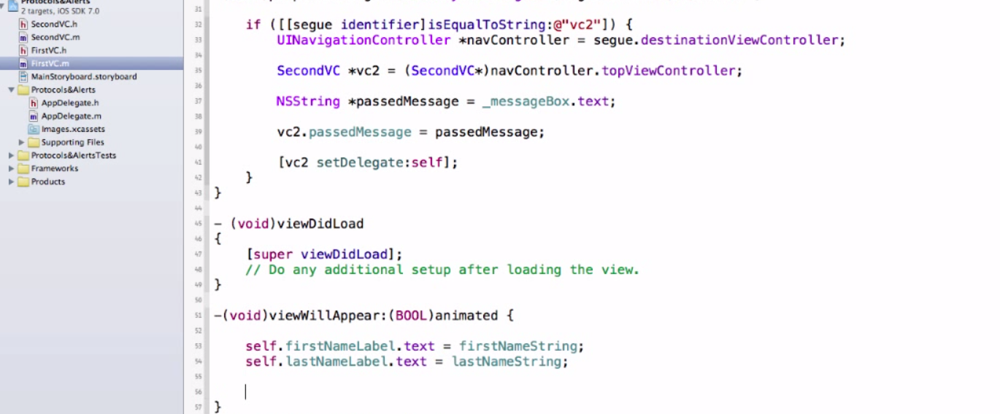 Protocols&Alerts
2 targets, iOS SDK 7.0
SecondVC.h
SecondVC.m
FirstVC.h
FirstVC.m
MainStoryboard.storyboard
Protocols&Alerts
AppDelegate.h
AppDelegate.m
Images.xcassets
Supporting Files
Protocols&AlertsTests
Frameworks
Products
31
32 if ([[segue identifier]isEqualToString:@"vc2"]) {
33 UINavigationController *navController = segue.destinationViewController;
34
35 SecondVC *vc2 = (SecondVC*)navController.topViewController;
36
37 NSString *passedMessage = _messageBox.text;
38
39 vc2.passedMessage = passedMessage;
40
41 [vc2 setDelegate:self];
42 }
43 }
44
45 - (void)viewDidLoad
46 {
47 [super viewDidLoad];
48 // Do any additional setup after loading the view.
49 }
50
51 -(void)viewWillAppear:(BOOL)animated {
52
53 self.firstNameLabel.text = firstNameString;
54 self.lastNameLabel.text = lastNameString;
55
56
57 }